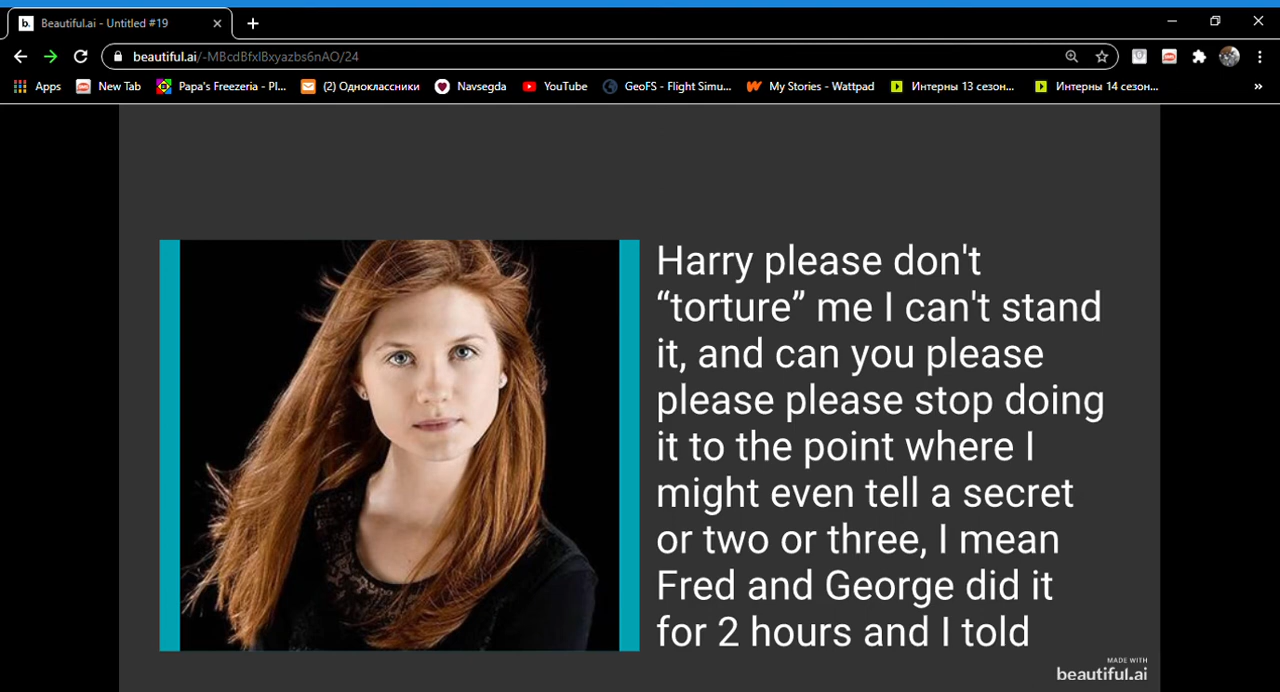 b.
Beautiful.ai - Untitled #19
beautiful.ai/-MBcdBfxlBxyazbs6nAO/24
Apps
New Tab
Papa's Freezeria - Pl...
(2) Одноклассники
Navsegda
YouTube
GeoFS - Flight Simu...
My Stories - Wattpad
Интерны 13 сезон...
Интерны 14 сезон...
Harry please don't
“torture” me I can't stand
it, and can you please
please please stop doing
it to the point where I
might even tell a secret
or two or three, I mean
Fred and George did it
for 2 hours and I told
MADE WITH
beautiful.ai